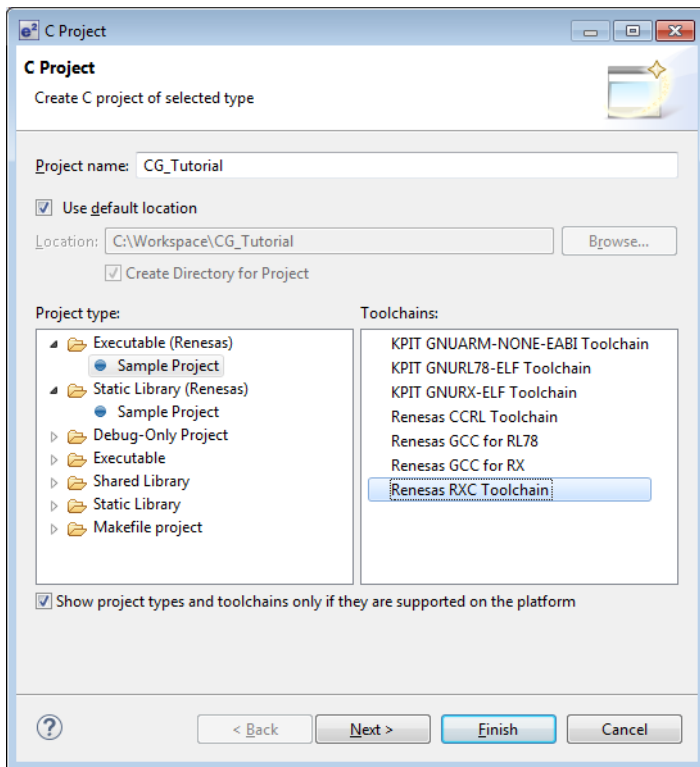 e² C Project
C Project
Create C project of selected type
Project name: CG_Tutorial
Use default location
Location: C:\Workspace\CG_Tutorial Browse...
Create Directory for Project
Project type:
Executable (Renesas)
Sample Project
Static Library (Renesas)
Sample Project
Debug-Only Project
Executable
Shared Library
Static Library
Makefile project
Toolchains:
KPIT GNUARM-NONE-EABI Toolchain
KPIT GNURL78-ELF Toolchain
KPIT GNURX-ELF Toolchain
Renesas CCRL Toolchain
Renesas GCC for RL78
Renesas GCC for RX
Renesas RXC Toolchain
Show project types and toolchains only if they are supported on the platform
? < Back Next > Finish Cancel